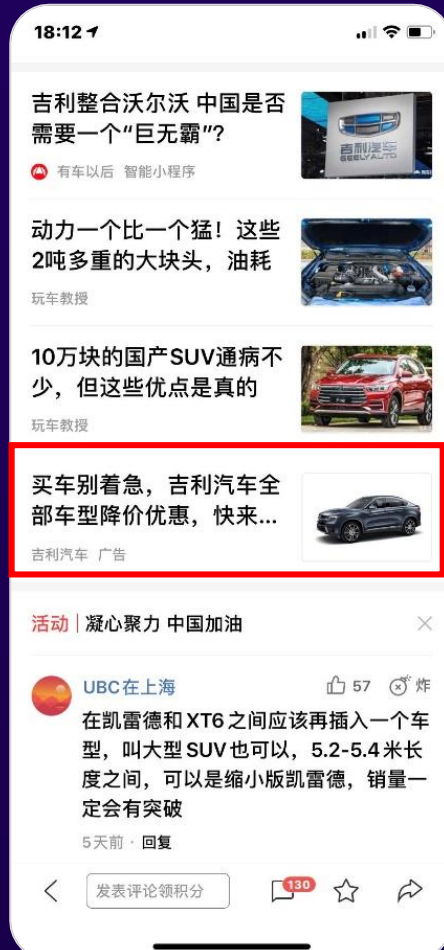 18:12
吉利整合沃尔沃 中国是否
需要一个“巨无霸”?
有车以后 智能小程序
吉利汽车
GEELY AUTO
动力一个比一个猛！这些
2吨多重的大块头，油耗
玩车教授
10万块的国产SUV通病不
少，但这些优点是真的
玩车教授
买车别着急，吉利汽车全
部车型降价优惠，快来...
吉利汽车 广告
活动 | 凝心聚力 中国加油
UBC在上海
57
炸
在凯雷德和XT6之间应该再插入一个车
型，叫大型SUV也可以，5.2-5.4米长
度之间，可以是缩小版凯雷德，销量一
定会有突破
5天前 · 回复
发表评论领积分
130